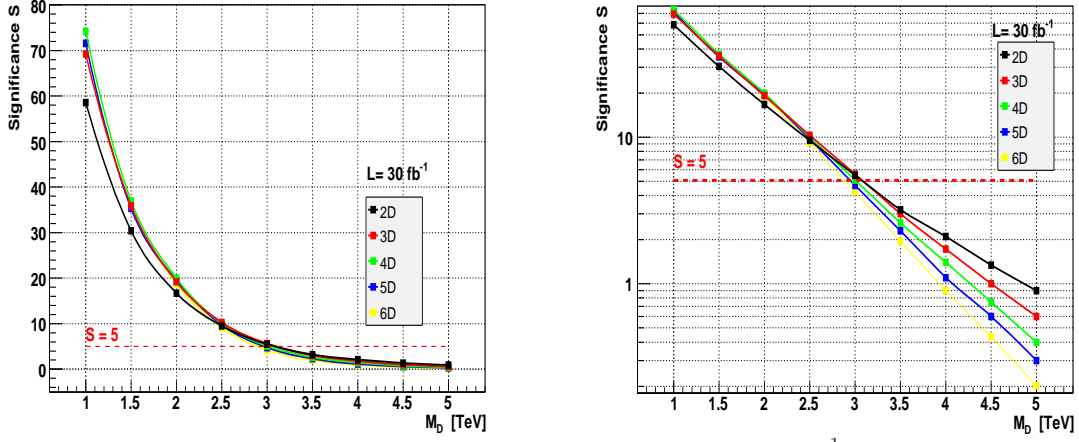 Significance S
80
70
60
50
40
30
20
10
0
L= 30 fb⁻¹
2D
3D
4D
5D
6D
S = 5
1 1.5 2 2.5 3 3.5 4 4.5 5
M_D [TeV]
Significance S
10
1
L= 30 fb⁻¹
2D
3D
4D
5D
6D
S = 5
1 1.5 2 2.5 3 3.5 4 4.5 5
M_D [TeV]
1